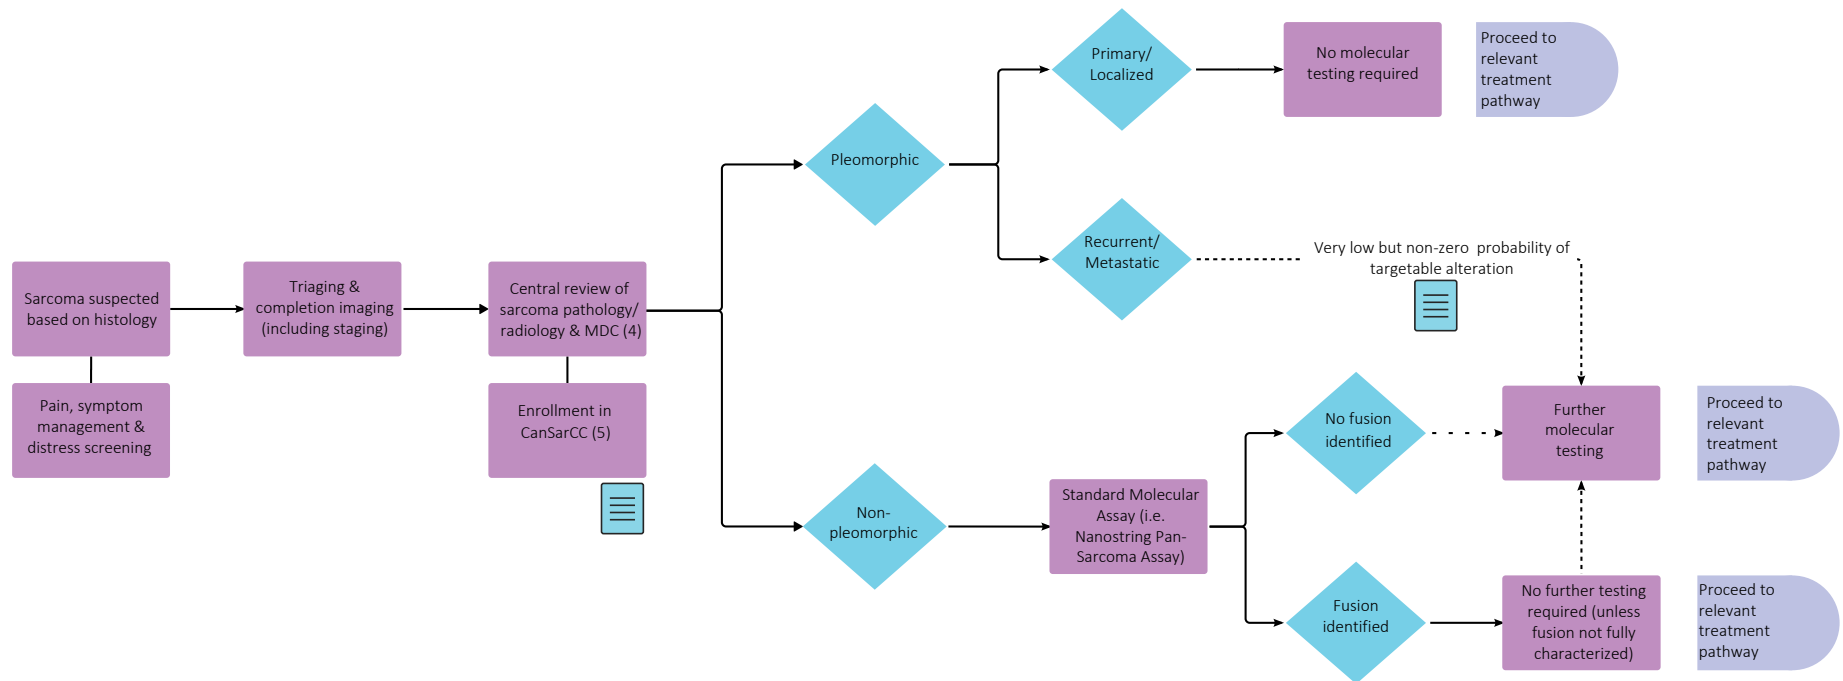 Sarcoma suspected
based on histology
Pain, symptom
management &
distress screening
Triaging &
completion imaging
(including staging)
Central review of
sarcoma pathology/
radiology & MDC (4)
Enrollment in
CanSarCC (5)
Pleomorphic
Primary/
Localized
No molecular
testing required
Proceed to
relevant
treatment
pathway
Recurrent/
Metastatic
Very low but non-zero probability of
targetable alteration
Non-
pleomorphic
Standard Molecular
Assay (i.e.
Nanostring Pan-
Sarcoma Assay)
No fusion
identified
Further
molecular
testing
Proceed to
relevant
treatment
pathway
Fusion
identified
No further testing
required (unless
fusion not fully
characterized)
Proceed to
relevant
treatment
pathway